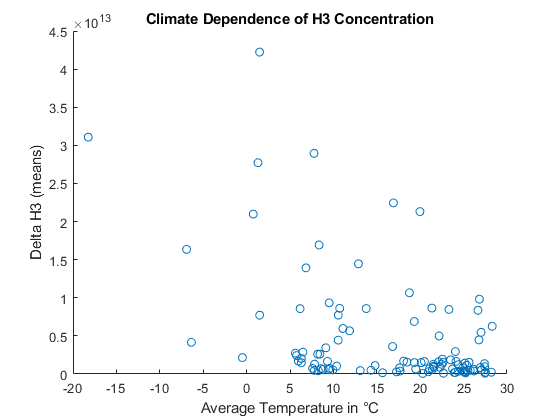 Climate Dependence of H3 Concentration
×10^13
4.5
4
3.5
3
2.5
2
1.5
1
0.5
0
Delta H3 (means)
-20 -15 -10 -5 0 5 10 15 20 25 30
Average Temperature in °C